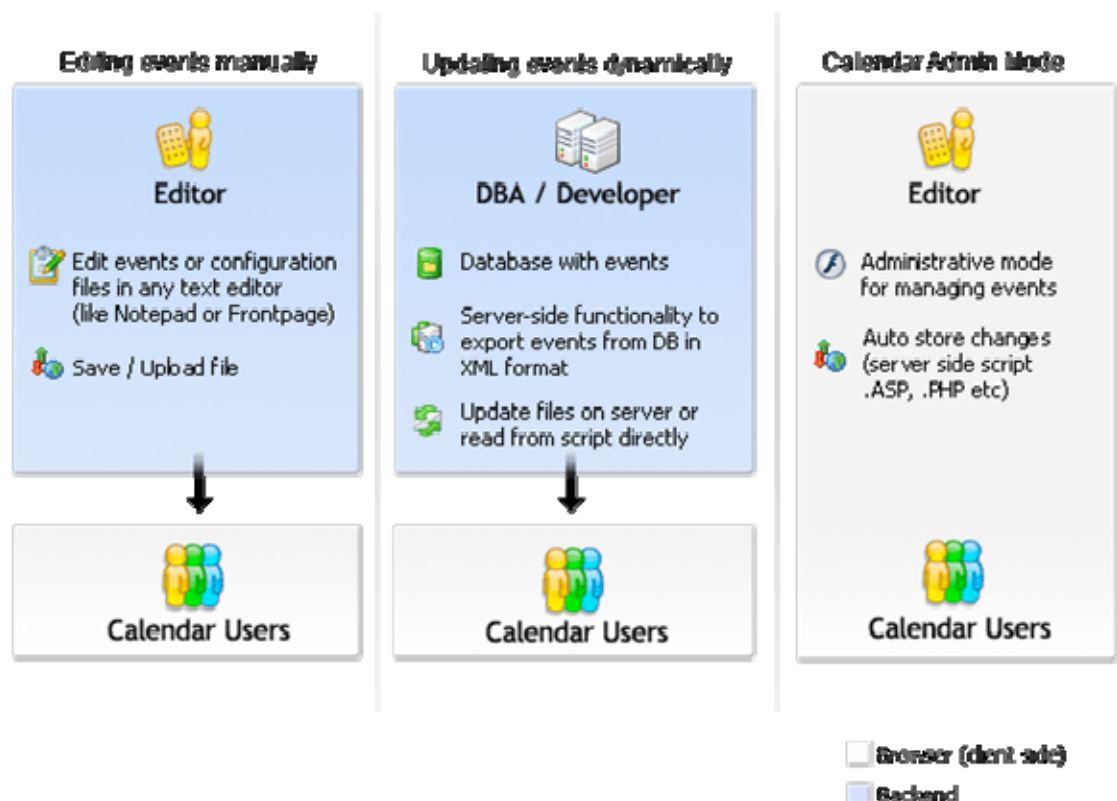 Editing events manually
Editor
Edit events or configuration
files in any text editor
(like Notepad or Frontpage)
Save / Upload file
Calendar Users
Updating events dynamically
DBA / Developer
Database with events
Server-side functionality to
export events from DB in
XML format
Update files on server or
read from script directly
Calendar Users
Calendar Admin Mode
Editor
Administrative mode
for managing events
Auto store changes
(server side script
.ASP, .PHP etc)
Calendar Users
Browser (client side)
Backend